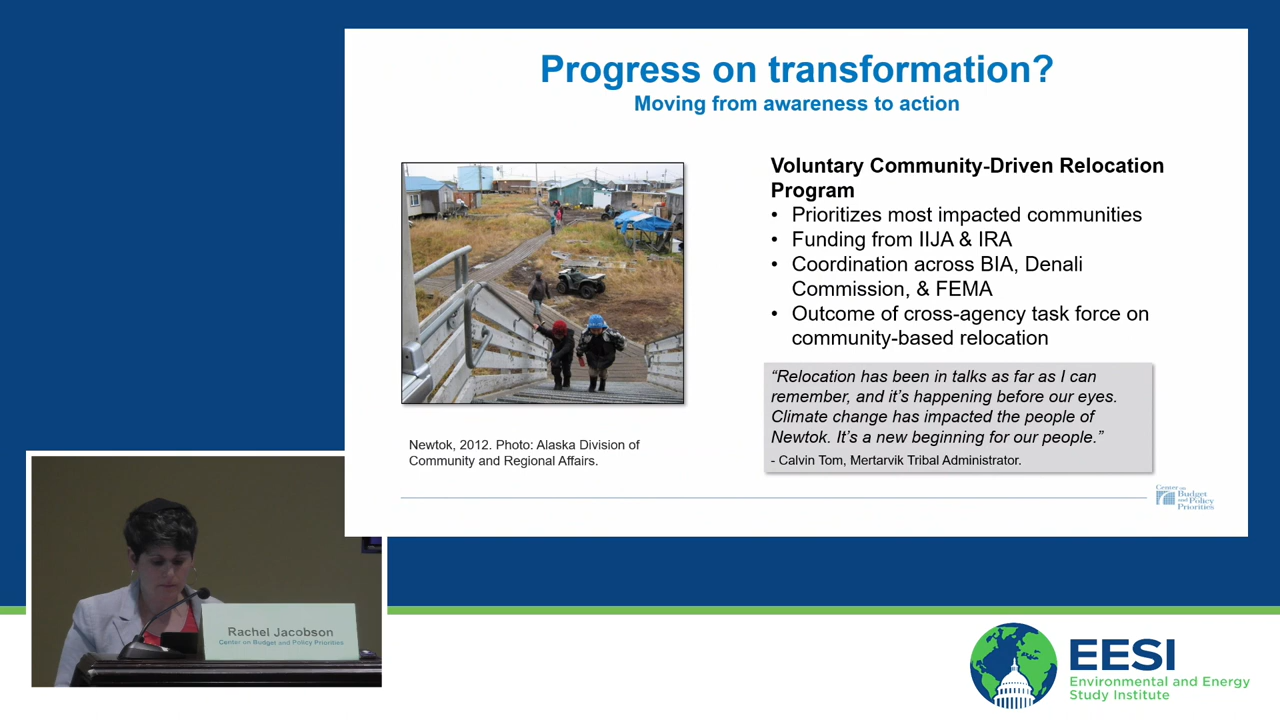 Progress on transformation?
Moving from awareness to action
Voluntary Community-Driven Relocation
Program
• Prioritizes most impacted communities
• Funding from IIJA & IRA
• Coordination across BIA, Denali
Commission, & FEMA
• Outcome of cross-agency task force on
community-based relocation
“Relocation has been in talks as far as I can
remember, and it’s happening before our eyes.
Climate change has impacted the people of
Newtok. It’s a new beginning for our people.”
- Calvin Tom, Mertarvik Tribal Administrator.
Newtok, 2012. Photo: Alaska Division of
Community and Regional Affairs.
Center on
Budget
and Policy
Priorities
Rachel Jacobson
Center on Budget and Policy Priorities
EESI
Environmental and Energy
Study Institute